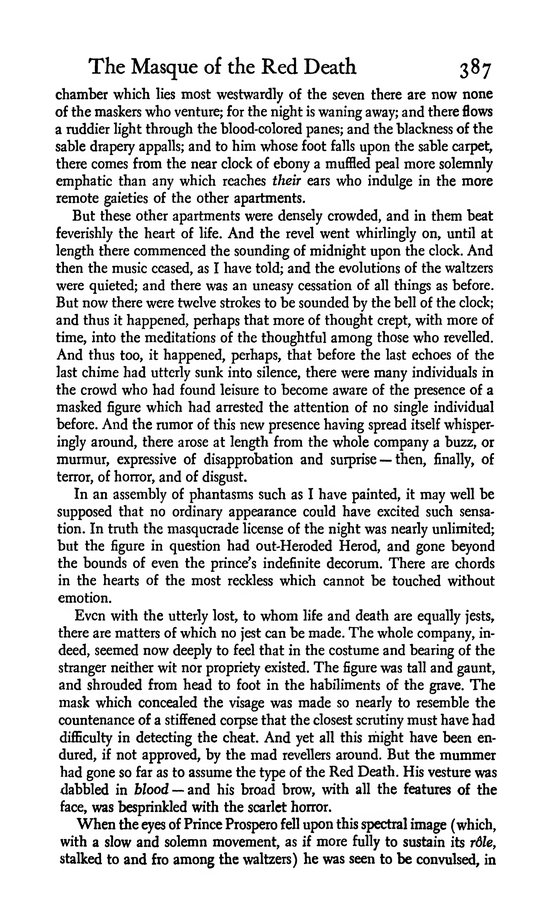 The Masque of the Red Death 387
chamber which lies most westwardly of the seven there are now none
of the maskers who venture; for the night is waning away; and there flows
a ruddier light through the blood-colored panes; and the blackness of the
sable drapery appalls; and to him whose foot falls upon the sable carpet,
there comes from the near clock of ebony a muffled peal more solemnly
emphatic than any which reaches their ears who indulge in the more
remote gaieties of the other apartments.
But these other apartments were densely crowded, and in them beat
feverishly the heart of life. And the revel went whirlingly on, until at
length there commenced the sounding of midnight upon the clock. And
then the music ceased, as I have told; and the evolutions of the waltzers
were quieted; and there was an uneasy cessation of all things as before.
But now there were twelve strokes to be sounded by the bell of the clock;
and thus it happened, perhaps that more of thought crept, with more of
time, into the meditations of the thoughtful among those who revelled.
And thus too, it happened, perhaps, that before the last echoes of the
last chime had utterly sunk into silence, there were many individuals in
the crowd who had found leisure to become aware of the presence of a
masked figure which had arrested the attention of no single individual
before. And the rumor of this new presence having spread itself whisper-
ingly around, there arose at length from the whole company a buzz, or
murmur, expressive of disapprobation and surprise — then, finally, of
terror, of horror, and of disgust.
In an assembly of phantasms such as I have painted, it may well be
supposed that no ordinary appearance could have excited such sensa-
tion. In truth the masquerade license of the night was nearly unlimited;
but the figure in question had out-Heroded Herod, and gone beyond
the bounds of even the prince's indefinite decorum. There are chords
in the hearts of the most reckless which cannot be touched without
emotion.
Even with the utterly lost, to whom life and death are equally jests,
there are matters of which no jest can be made. The whole company, in-
deed, seemed now deeply to feel that in the costume and bearing of the
stranger neither wit nor propriety existed. The figure was tall and gaunt,
and shrouded from head to foot in the habiliments of the grave. The
mask which concealed the visage was made so nearly to resemble the
countenance of a stiffened corpse that the closest scrutiny must have had
difficulty in detecting the cheat. And yet all this might have been en-
dured, if not approved, by the mad revellers around. But the mummer
had gone so far as to assume the type of the Red Death. His vesture was
dabbled in blood — and his broad brow, with all the features of the
face, was besprinkled with the scarlet horror.
When the eyes of Prince Prospero fell upon this spectral image (which,
with a slow and solemn movement, as if more fully to sustain its rôle,
stalked to and fro among the waltzers) he was seen to be convulsed, in